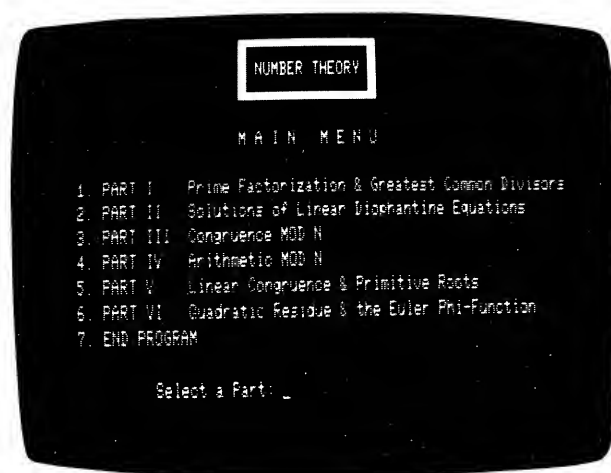 NUMBER THEORY
MAIN MENU
1. PART I Prime Factorization & Greatest Common Divisors
2. PART II Solutions of Linear Diophantine Equations
3. PART III Congruence MOD N
4. PART IV Arithmetic MOD N
5. PART V Linear Congruence & Primitive Roots
6. PART VI Quadratic Residue & the Euler Phi-Function
7. END PROGRAM
Select a Part: _